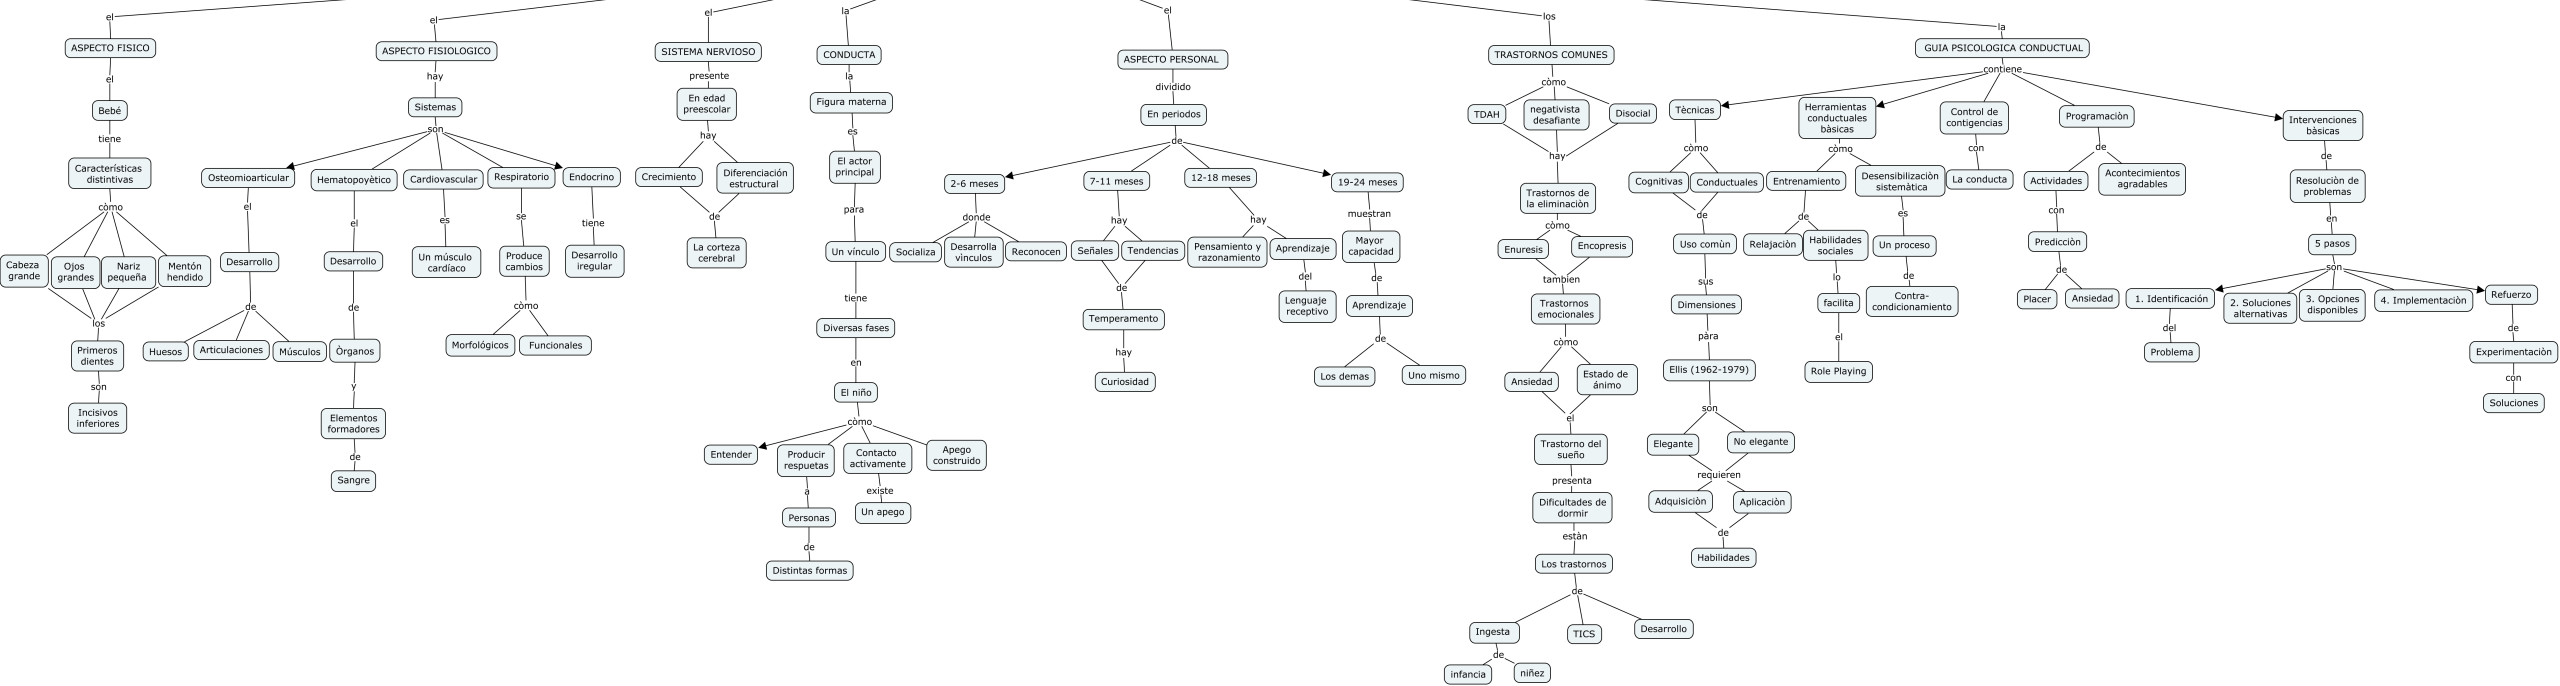 el
ASPECTO FISICO
el
Bebé
tiene
Características
distintivas
còmo
Cabeza
grande
Ojos
grandes
Nariz
pequeña
Mentón
hendido
los
Primeros
dientes
son
Incisivos
inferiores
el
ASPECTO FISIOLOGICO
hay
Sistemas
son
Osteomioarticular
el
Desarrollo
de
Huesos
Articulaciones
Músculos
Hematopoyètico
el
Desarrollo
de
Òrganos
y
Elementos
formadores
de
Sangre
Cardiovascular
es
Un músculo
cardíaco
Respiratorio
se
Produce
cambios
còmo
Morfológicos
Funcionales
Endocrino
tiene
Desarrollo
iregular
el
SISTEMA NERVIOSO
presente
En edad
preescolar
hay
Crecimiento
Diferenciación
estructural
de
La corteza
cerebral
la
CONDUCTA
la
Figura materna
es
El actor
principal
para
Un vínculo
tiene
Diversas fases
en
El niño
còmo
Entender
Producir
respuetas
a
Personas
de
Distintas formas
Contacto
activamente
existe
Un apego
Apego
construido
el
ASPECTO PERSONAL
dividido
En periodos
de
2-6 meses
donde
Socializa
Desarrolla
vìnculos
Reconocen
7-11 meses
hay
Señales
Tendencias
de
Temperamento
hay
Curiosidad
12-18 meses
hay
Pensamiento y
razonamiento
Aprendizaje
del
Lenguaje
receptivo
19-24 meses
muestran
Mayor
capacidad
de
Aprendizaje
de
Los demas
Uno mismo
los
TRASTORNOS COMUNES
còmo
TDAH
negativista
desafiante
Disocial
hay
Trastornos de
la eliminaciòn
còmo
Enuresis
Encopresis
tambien
Trastornos
emocionales
còmo
Ansiedad
Estado de
ánimo
el
Trastorno del
sueño
presenta
Dificultades de
dormir
estàn
Los trastornos
de
Ingesta
TICS
Desarrollo
de
infancia
niñez
la
GUIA PSICOLOGICA CONDUCTUAL
contiene
Tècnicas
còmo
Cognitivas
Conductuales
de
Uso comùn
sus
Dimensiones
pàra
Ellis (1962-1979)
son
Elegante
No elegante
requieren
Adquisiciòn
Aplicaciòn
de
Habilidades
Herramientas
conductuales
bàsicas
còmo
Entrenamiento
de
Relajaciòn
Habilidades
sociales
lo
facilita
el
Role Playing
Desensibilizaciòn
sistemàtica
es
Un proceso
de
Contra-
condicionamiento
Control de
contigencias
con
La conducta
Programaciòn
de
Actividades
con
Predicciòn
de
Placer
Ansiedad
Acontecimientos
agradables
Intervenciones
bàsicas
de
Resoluciòn de
problemas
en
5 pasos
son
1. Identificación
del
Problema
2. Soluciones
alternativas
3. Opciones
disponibles
4. Implementaciòn
Refuerzo
de
Experimentaciòn
con
Soluciones